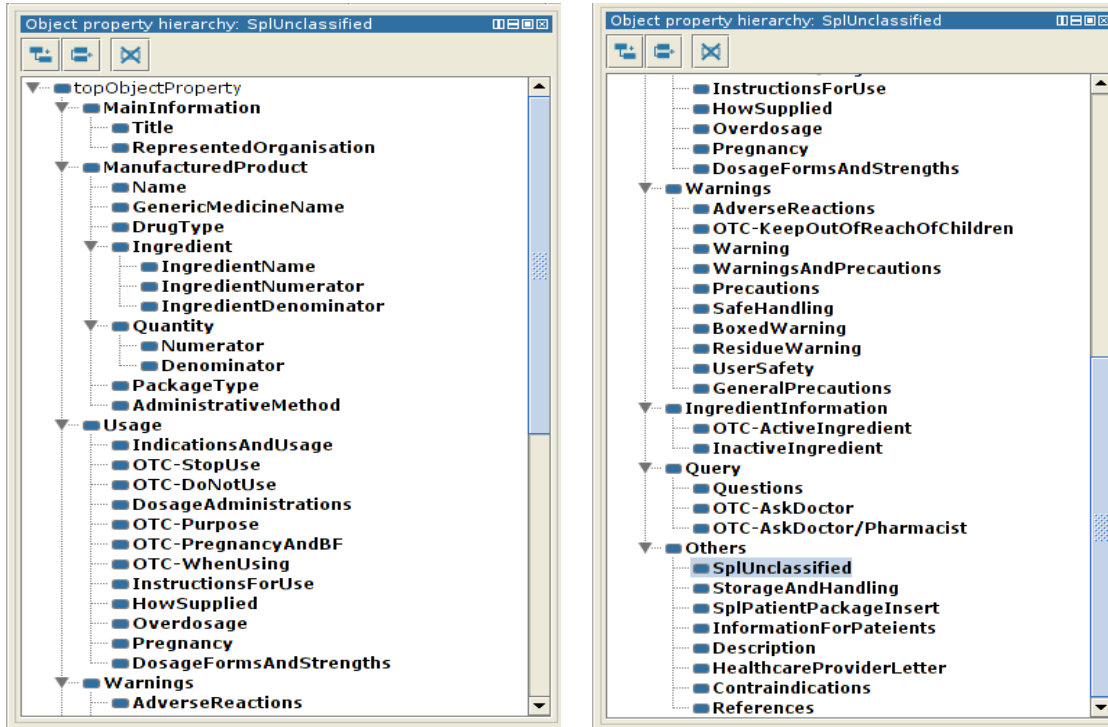 Object property hierarchy: SplUnclassified
topObjectProperty
MainInformation
Title
RepresentedOrganisation
ManufacturedProduct
Name
GenericMedicineName
DrugType
Ingredient
IngredientName
IngredientNumerator
IngredientDenominator
Quantity
Numerator
Denominator
PackageType
AdministrativeMethod
Usage
IndicationsAndUsage
OTC-StopUse
OTC-DoNotUse
DosageAdministrations
OTC-Purpose
OTC-PregnancyAndBF
OTC-WhenUsing
InstructionsForUse
HowSupplied
Overdosage
Pregnancy
DosageFormsAndStrengths
Warnings
AdverseReactions
Object property hierarchy: SplUnclassified
InstructionsForUse
HowSupplied
Overdosage
Pregnancy
DosageFormsAndStrengths
Warnings
AdverseReactions
OTC-KeepOutOfReachOfChildren
Warning
WarningsAndPrecautions
Precautions
SafeHandling
BoxedWarning
ResidueWarning
UserSafety
GeneralPrecautions
IngredientInformation
OTC-ActiveIngredient
InactiveIngredient
Query
Questions
OTC-AskDoctor
OTC-AskDoctor/Pharmacist
Others
SplUnclassified
StorageAndHandling
SplPatientPackageInsert
InformationForPateients
Description
HealthcareProviderLetter
Contraindications
References